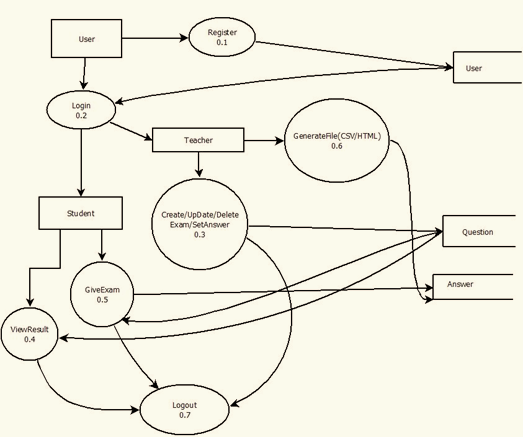 User
Register
0.1
User
Login
0.2
Teacher
GenerateFile(CSV/HTML)
0.6
Student
Create/UpDate/Delete
Exam/SetAnswer
0.3
Question
GiveExam
0.5
Answer
ViewResult
0.4
Logout
0.7